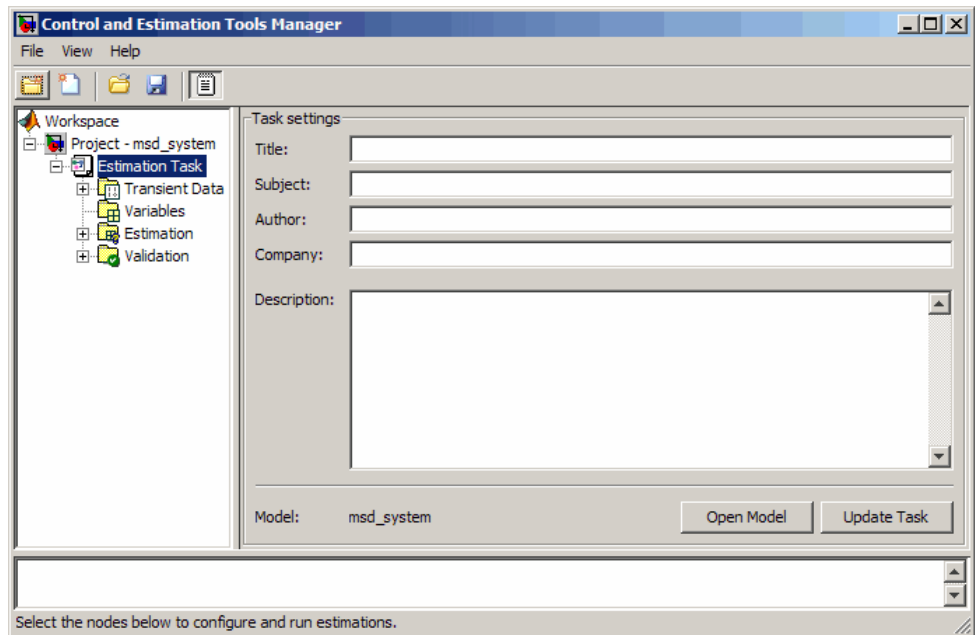 Control and Estimation Tools Manager
File View Help
Workspace
Project - msd_system
Estimation Task
Transient Data
Variables
Estimation
Validation
Task settings
Title:
Subject:
Author:
Company:
Description:
Model: msd_system Open Model Update Task
Select the nodes below to configure and run estimations.